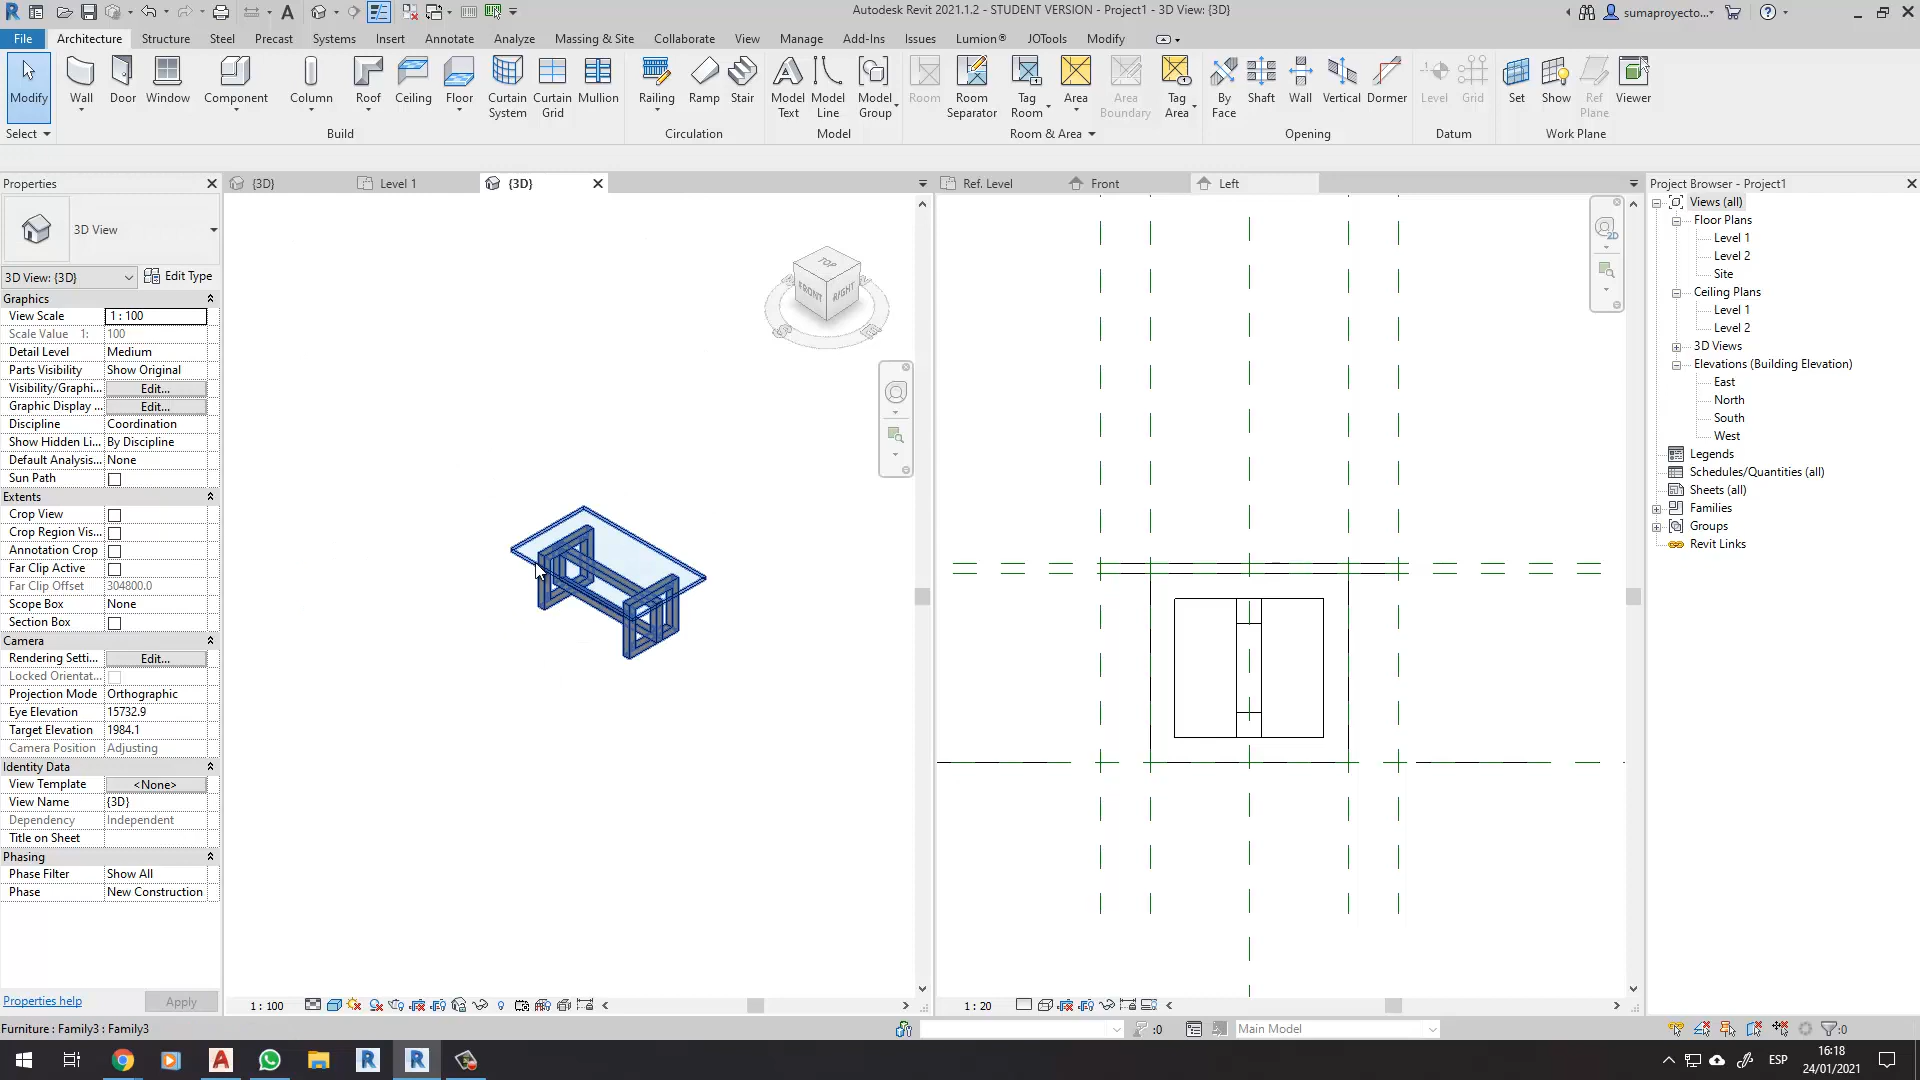 Autodesk Revit 2021.1.2 - STUDENT VERSION - Project1 - 3D View: {3D}
sumaproyecto...
File Architecture Structure Steel Precast Systems Insert Annotate Analyze Massing & Site Collaborate View Manage Add-Ins Issues Lumion® JOTools Modify
Modify Wall Door Window Component Column Roof Ceiling Floor Curtain System Curtain Grid Mullion Railing Ramp Stair Model Text Model Line Model Group Room Room Separator Tag Room Area Area Boundary Tag Area By Face Shaft Wall Vertical Dormer Level Grid Set Show Ref Plane Viewer
Select Build Circulation Model Room & Area Opening Datum Work Plane
Properties
3D View
3D View: {3D} Edit Type
Graphics
View Scale 1 : 100
Scale Value 1: 100
Detail Level Medium
Parts Visibility Show Original
Visibility/Graphi... Edit...
Graphic Display ... Edit...
Discipline Coordination
Show Hidden Li... By Discipline
Default Analysis... None
Sun Path
Extents
Crop View
Crop Region Vis...
Annotation Crop
Far Clip Active
Far Clip Offset 304800.0
Scope Box None
Section Box
Camera
Rendering Setti... Edit...
Locked Orientat...
Projection Mode Orthographic
Eye Elevation 15732.9
Target Elevation 1984.1
Camera Position Adjusting
Identity Data
View Template <None>
View Name {3D}
Dependency Independent
Title on Sheet
Phasing
Phase Filter Show All
Phase New Construction
Properties help Apply
{3D} Level 1 {3D}
TOP
FRONT RIGHT
1 : 100
Ref. Level Front Left
2D
1 : 20
Project Browser - Project1
Views (all)
Floor Plans
Level 1
Level 2
Site
Ceiling Plans
Level 1
Level 2
3D Views
Elevations (Building Elevation)
East
North
South
West
Legends
Schedules/Quantities (all)
Sheets (all)
Families
Groups
Revit Links
Furniture : Family3 : Family3 :0 Main Model :0
ESP
16:18
24/01/2021